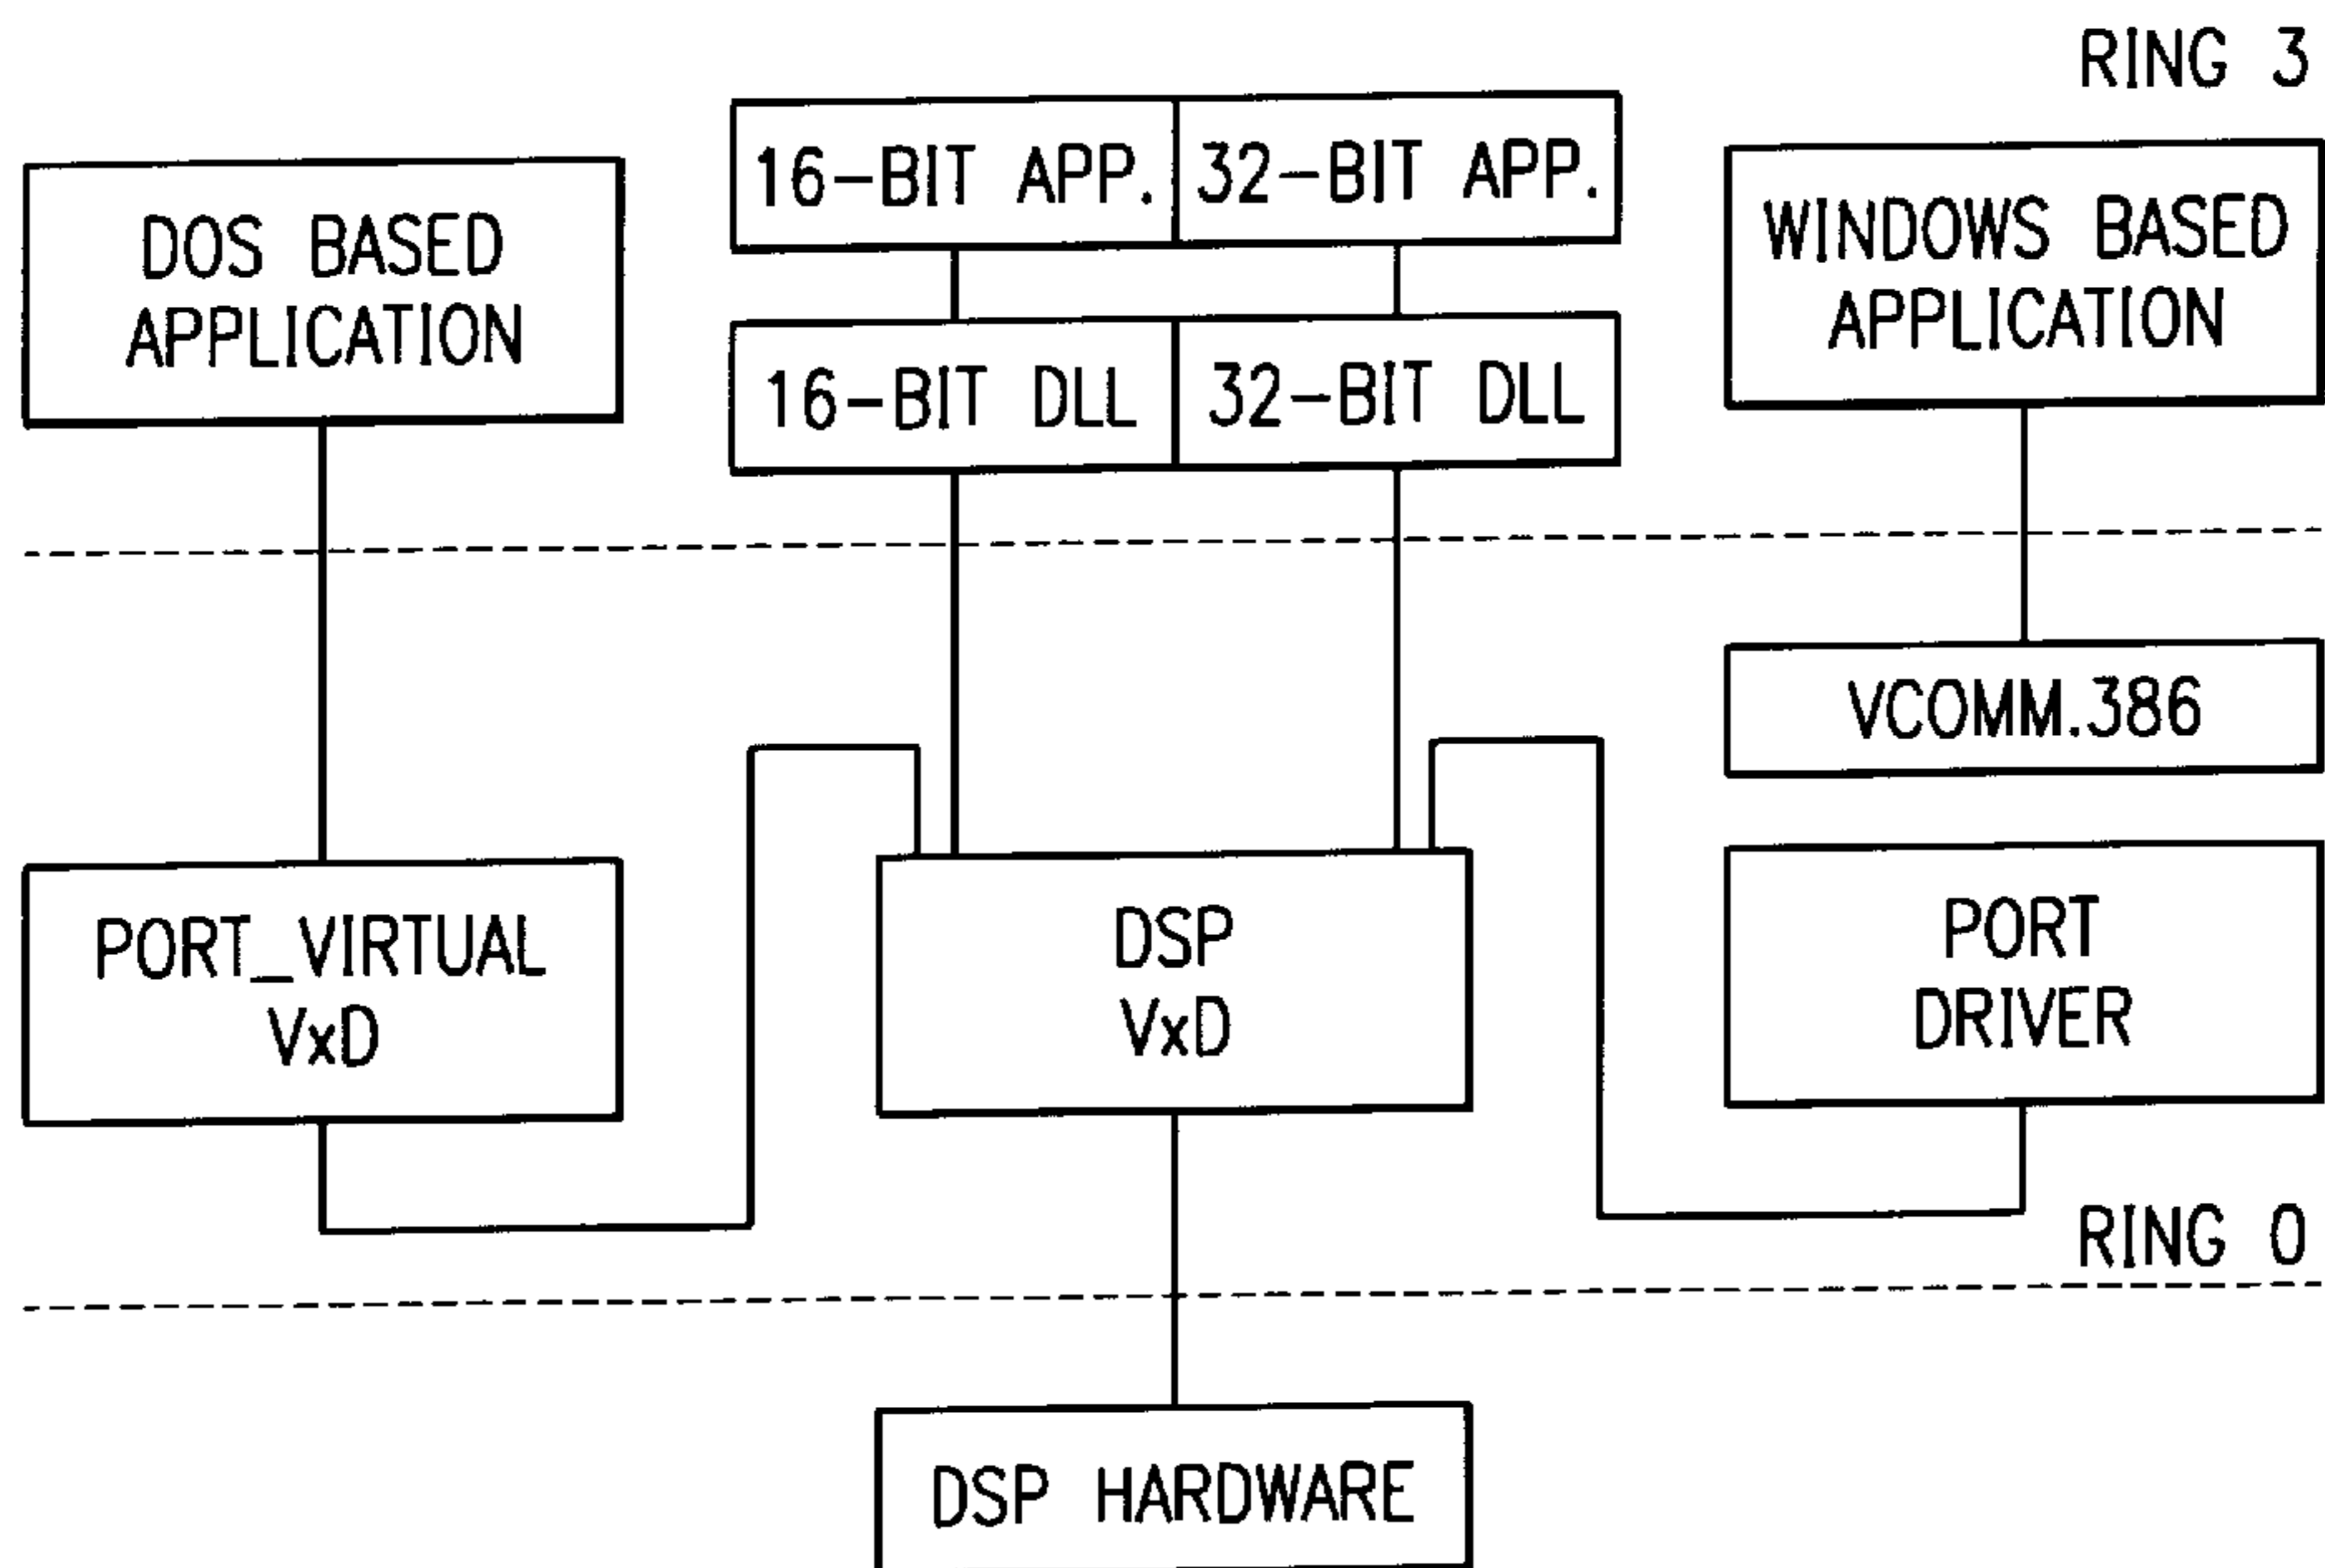 RING 3
16-BIT APP. 32-BIT APP.
DOS BASED
APPLICATION
WINDOWS BASED
APPLICATION
16-BIT DLL 32-BIT DLL
VCOMM.386
PORT_VIRTUAL
VxD
DSP
VxD
PORT
DRIVER
RING 0
DSP HARDWARE